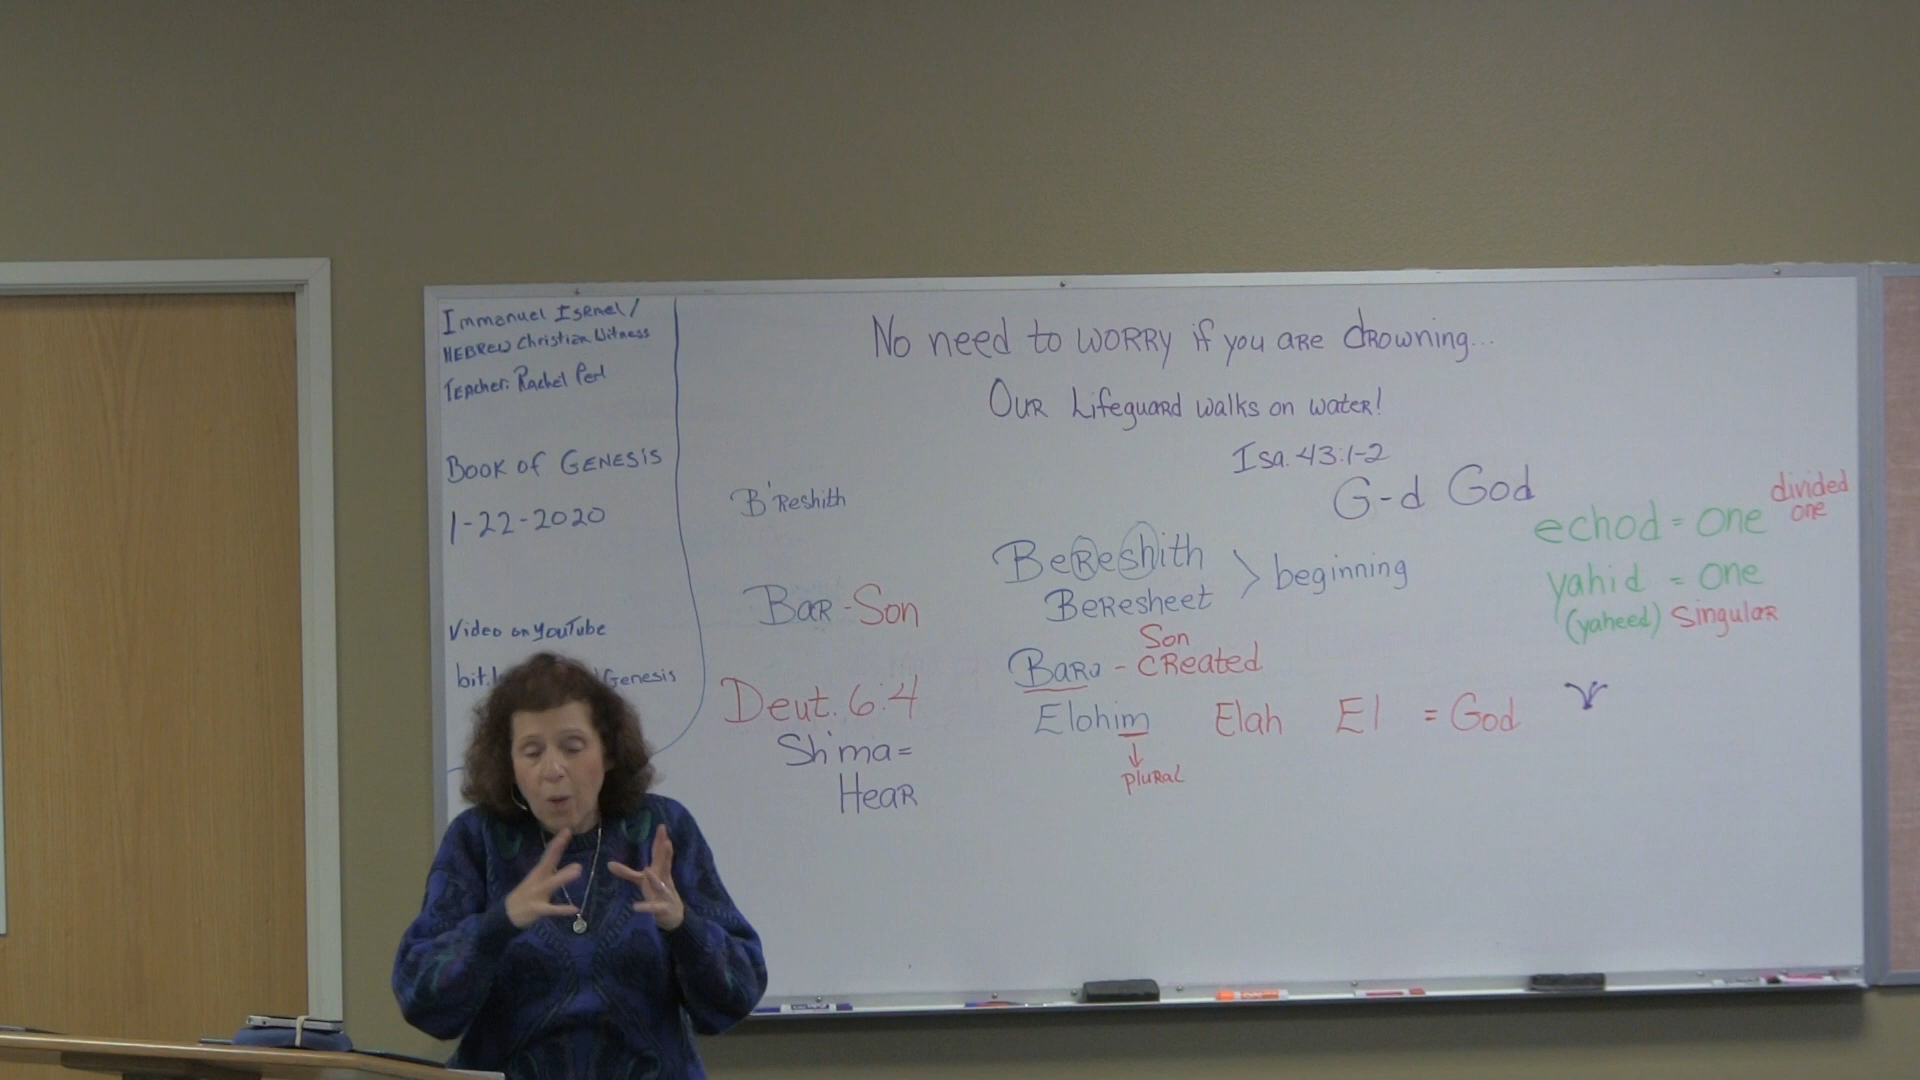 Immanuel Israel/
HEBREW Christian Witness
TEACHER: Rachel Perl
BOOK OF GENESIS
1-22-2020
Video on YouTube
bit.l
Genesis
No need to WORRY if you ARE dROWNing...
OUR Lifeguard walks on water!
Isa. 43:1-2
G-d God
B'Reshith
BeReshith
BeResheet
> beginning
BaR - Son
Son
BaRa - CReated
Deut. 6:4
Sh'ma =
HeaR
Elohim Elah El = God
↓
pluRaL
echod = one divided
one
yahid = one
(yaheed) SingulaR